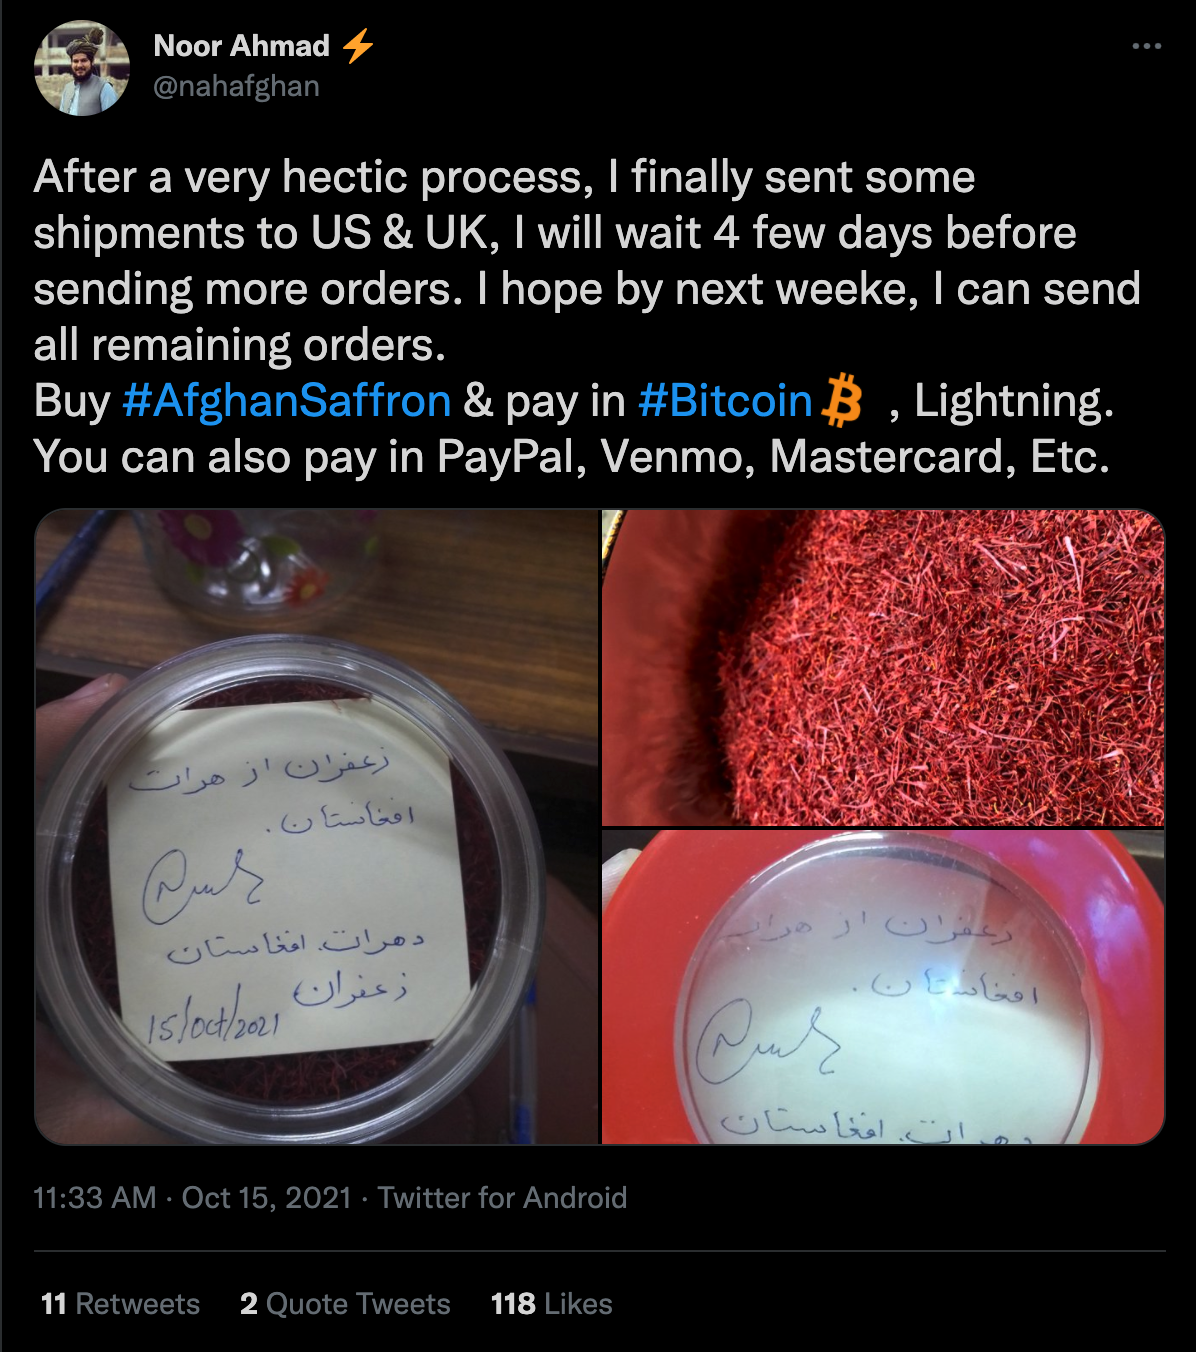 Noor Ahmad ⚡
@nahafghan
After a very hectic process, I finally sent some
shipments to US & UK, I will wait 4 few days before
sending more orders. I hope by next weeke, I can send
all remaining orders.
Buy #AfghanSaffron & pay in #Bitcoin , Lightning.
You can also pay in PayPal, Venmo, Mastercard, Etc.
زعفران از هرات
افغانستان.
دهرات. افغانستان
زعفران
15/Oct/2021
زعفران از هرات
افغانستان.
دهرات. افغانستان
11:33 AM · Oct 15, 2021 · Twitter for Android
11 Retweets 2 Quote Tweets 118 Likes